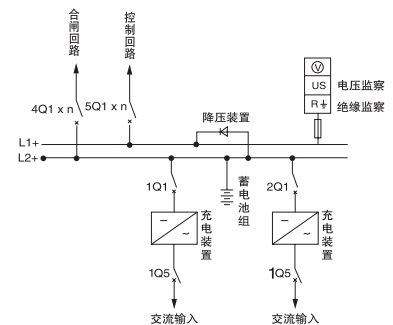 合闸回路
控制回路
V
US
电压监察
R
绝缘监察
4Q1 x n
5Q1 x n
降压装置
L1+
L2+
1Q1
蓄电池组
2Q1
充电装置
充电装置
1Q5
1Q5
交流输入
交流输入